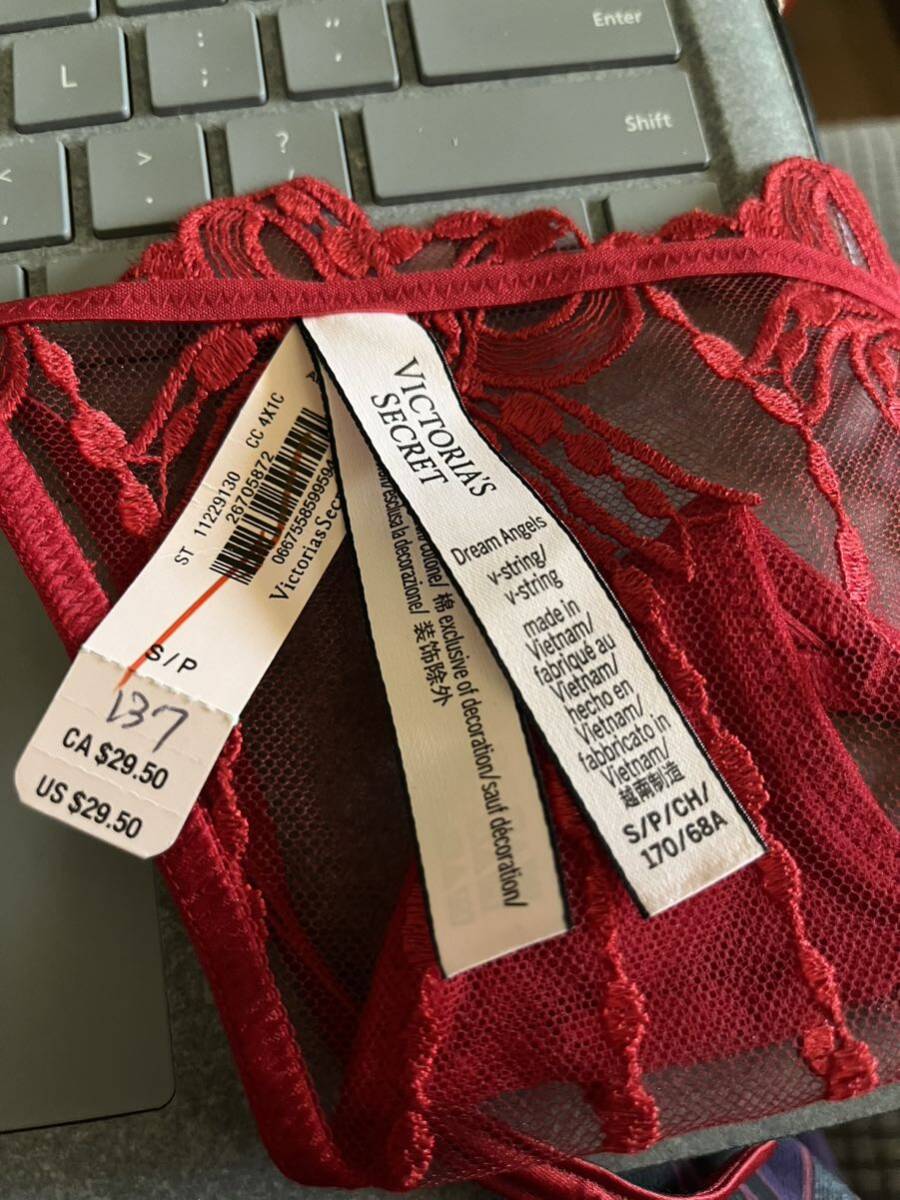 Enter
L
:
;
"
,
Shift
<
,
>
.
?
/
ST 11229130 CC 4X1C
26705872
S/P
137
CA $29.50
US $29.50
VICTORIA'S
SECRET
Dream Angels
v-string/
v-string
made in
Vietnam/
fabriqué au
Vietnam/
hecho en
Vietnam/
fabbricato in
Vietnam/
越南制造
S/P/CH/
170/68A
cotone/ 棉 exclusive of decoration/sauf décoration/
esclusa la decorazione/ 装饰除外